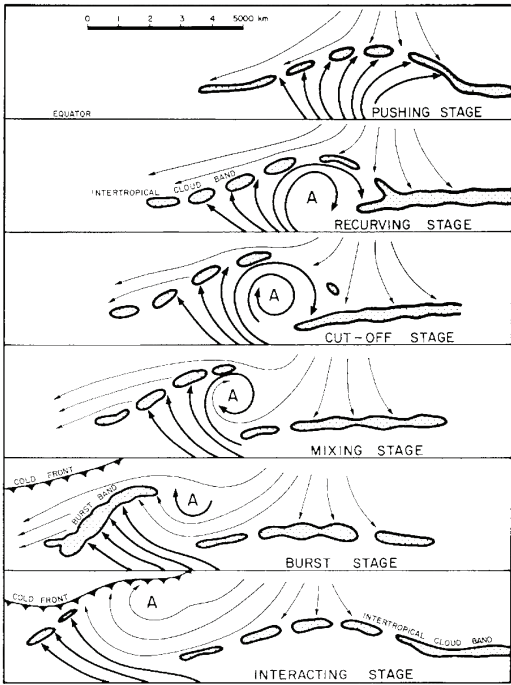 0 1 2 3 4 5000 km
EQUATOR
PUSHING STAGE
INTERTROPICAL CLOUD BAND
A
RECURVING STAGE
A
CUT-OFF STAGE
A
MIXING STAGE
COLD FRONT
BURST BAND
A
BURST STAGE
COLD FRONT
A
INTERTROPICAL CLOUD BAND
INTERACTING STAGE